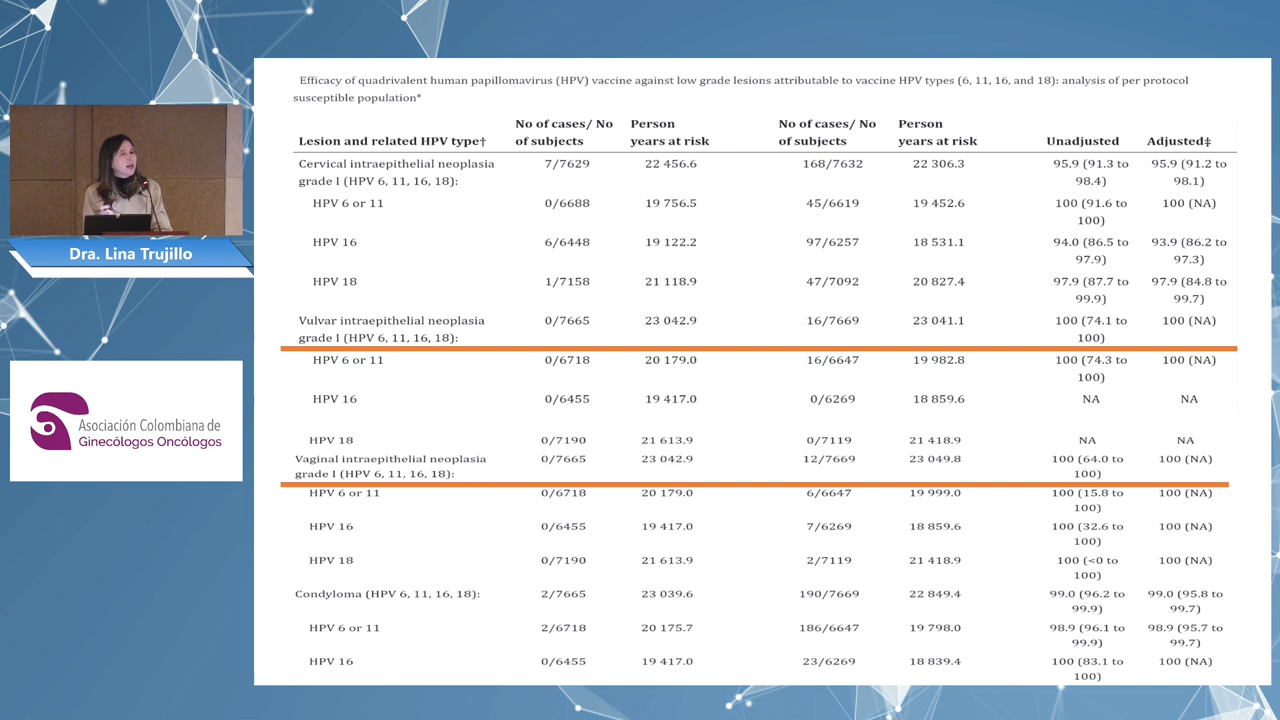 Efficacy of quadrivalent human papillomavirus (HPV) vaccine against low grade lesions attributable to vaccine HPV types (6, 11, 16, and 18): analysis of per protocol
susceptible population*
No of cases/ No Person No of cases/ No Person
Lesion and related HPV type† of subjects years at risk of subjects years at risk Unadjusted Adjusted‡
Cervical intraepithelial neoplasia 7/7629 22 456.6 168/7632 22 306.3 95.9 (91.3 to 95.9 (91.2 to
grade I (HPV 6, 11, 16, 18): 98.4) 98.1)
HPV 6 or 11 0/6688 19 756.5 45/6619 19 452.6 100 (91.6 to 100 (NA)
100)
HPV 16 6/6448 19 122.2 97/6257 18 531.1 94.0 (86.5 to 93.9 (86.2 to
97.9) 97.3)
HPV 18 1/7158 21 118.9 47/7092 20 827.4 97.9 (87.7 to 97.9 (84.8 to
99.9) 99.7)
Vulvar intraepithelial neoplasia 0/7665 23 042.9 16/7669 23 041.1 100 (74.1 to 100 (NA)
grade I (HPV 6, 11, 16, 18): 100)
HPV 6 or 11 0/6718 20 179.0 16/6647 19 982.8 100 (74.3 to 100 (NA)
100)
HPV 16 0/6455 19 417.0 0/6269 18 859.6 NA NA
HPV 18 0/7190 21 613.9 0/7119 21 418.9 NA NA
Vaginal intraepithelial neoplasia 0/7665 23 042.9 12/7669 23 049.8 100 (64.0 to 100 (NA)
grade I (HPV 6, 11, 16, 18): 100)
HPV 6 or 11 0/6718 20 179.0 6/6647 19 999.0 100 (15.8 to 100 (NA)
100)
HPV 16 0/6455 19 417.0 7/6269 18 859.6 100 (32.6 to 100 (NA)
100)
HPV 18 0/7190 21 613.9 2/7119 21 418.9 100 (<0 to 100 (NA)
100)
Condyloma (HPV 6, 11, 16, 18): 2/7665 23 039.6 190/7669 22 849.4 99.0 (96.2 to 99.0 (95.8 to
99.9) 99.7)
HPV 6 or 11 2/6718 20 175.7 186/6647 19 798.0 98.9 (96.1 to 98.9 (95.7 to
99.9) 99.7)
HPV 16 0/6455 19 417.0 23/6269 18 839.4 100 (83.1 to 100 (NA)
100)
Dra. Lina Trujillo
Asociación Colombiana de
Ginecólogos Oncólogos